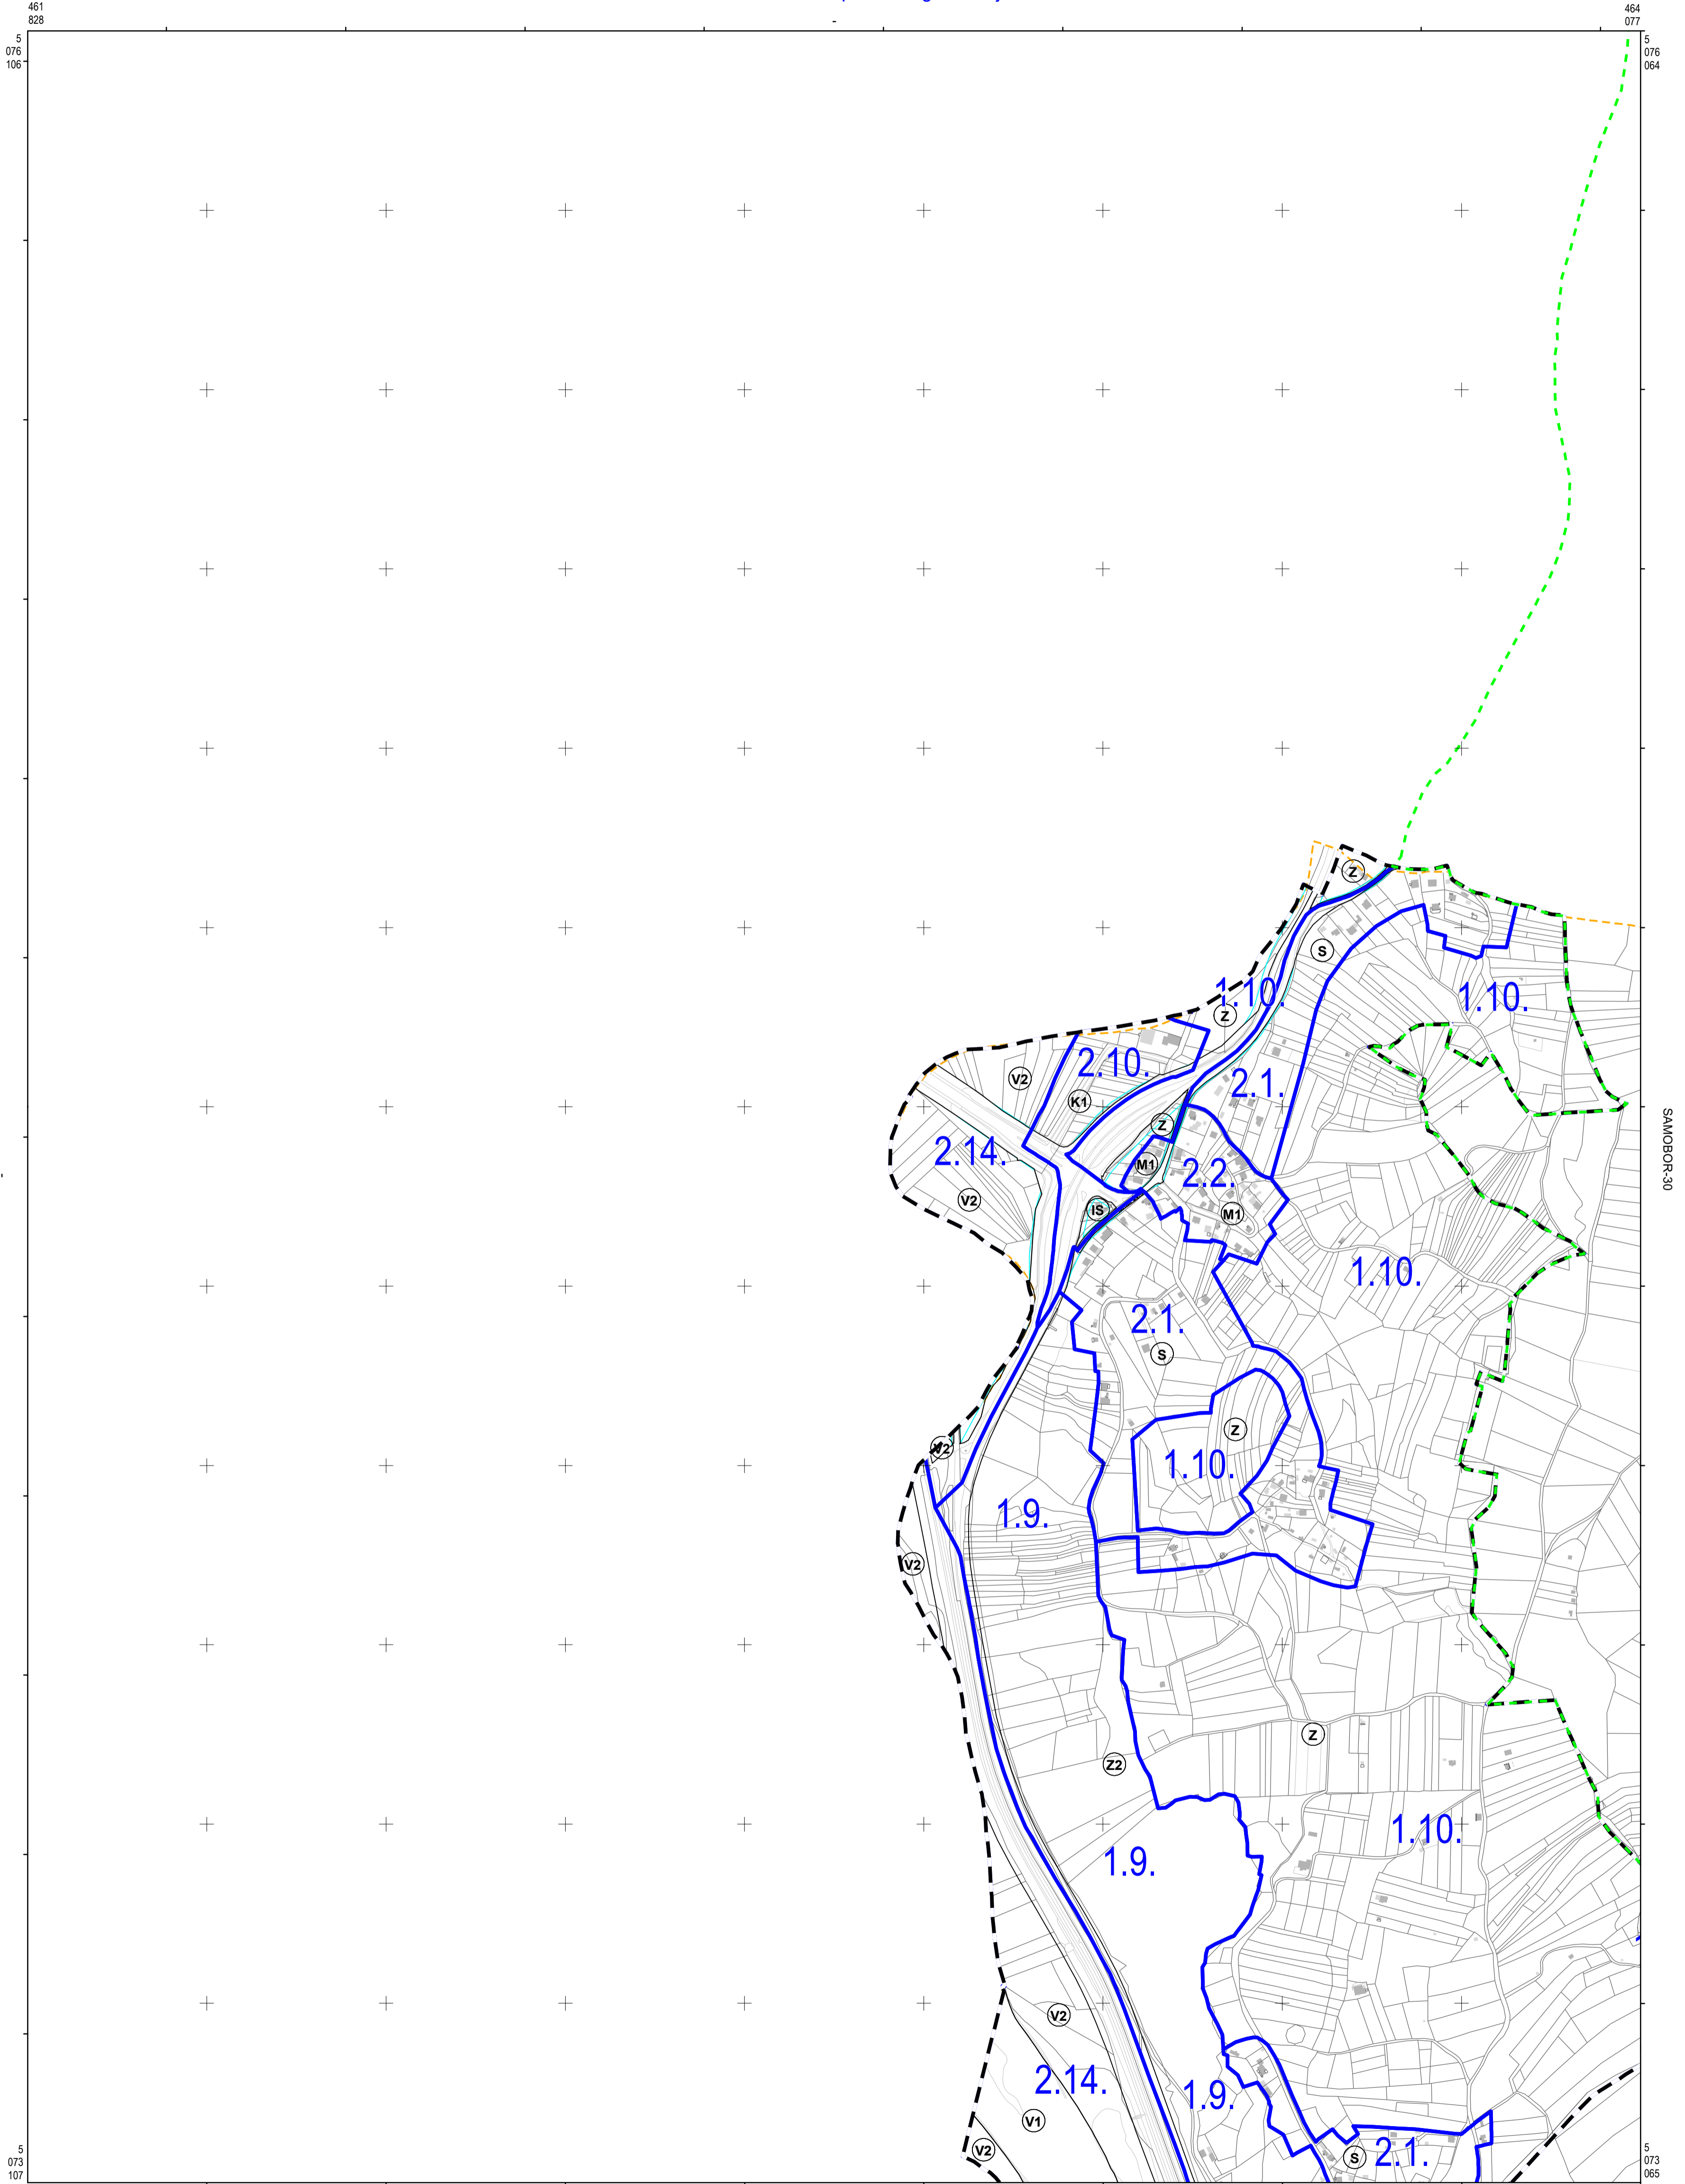 461
828
464
077
5
076
106
5
076
064
Z
S
1.10.
1.10.
Z
2.10.
V2
2.1.
K1
Z
SAMOBOR-30
2.14.
M1
2.2.
V2
IS
M1
1.10.
2.1.
S
Z
V2
1.10.
1.9.
V2
Z
Z2
1.10.
1.9.
V2
2.14.
1.9.
V1
V2
S
2.1.
5
073
107
5
073
065